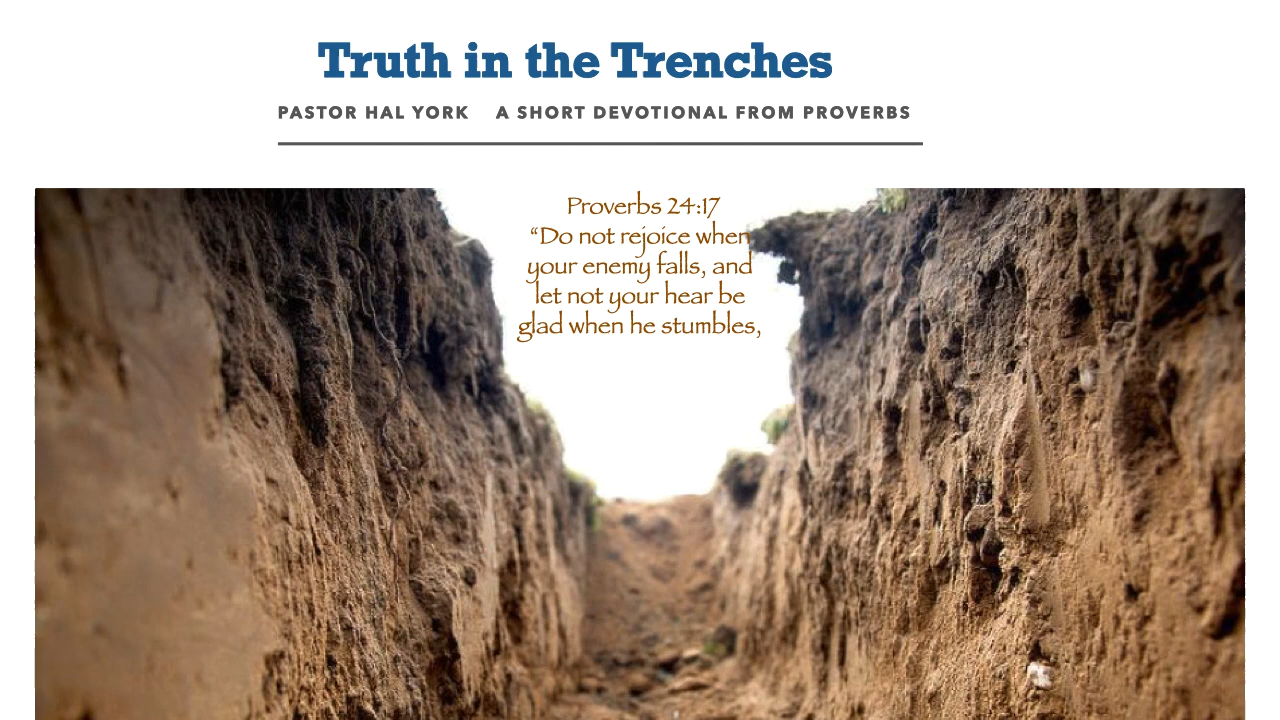 Truth in the Trenches
PASTOR HAL YORK A SHORT DEVOTIONAL FROM PROVERBS
Proverbs 24:17
“Do not rejoice when
your enemy falls, and
let not your hear be
glad when he stumbles,